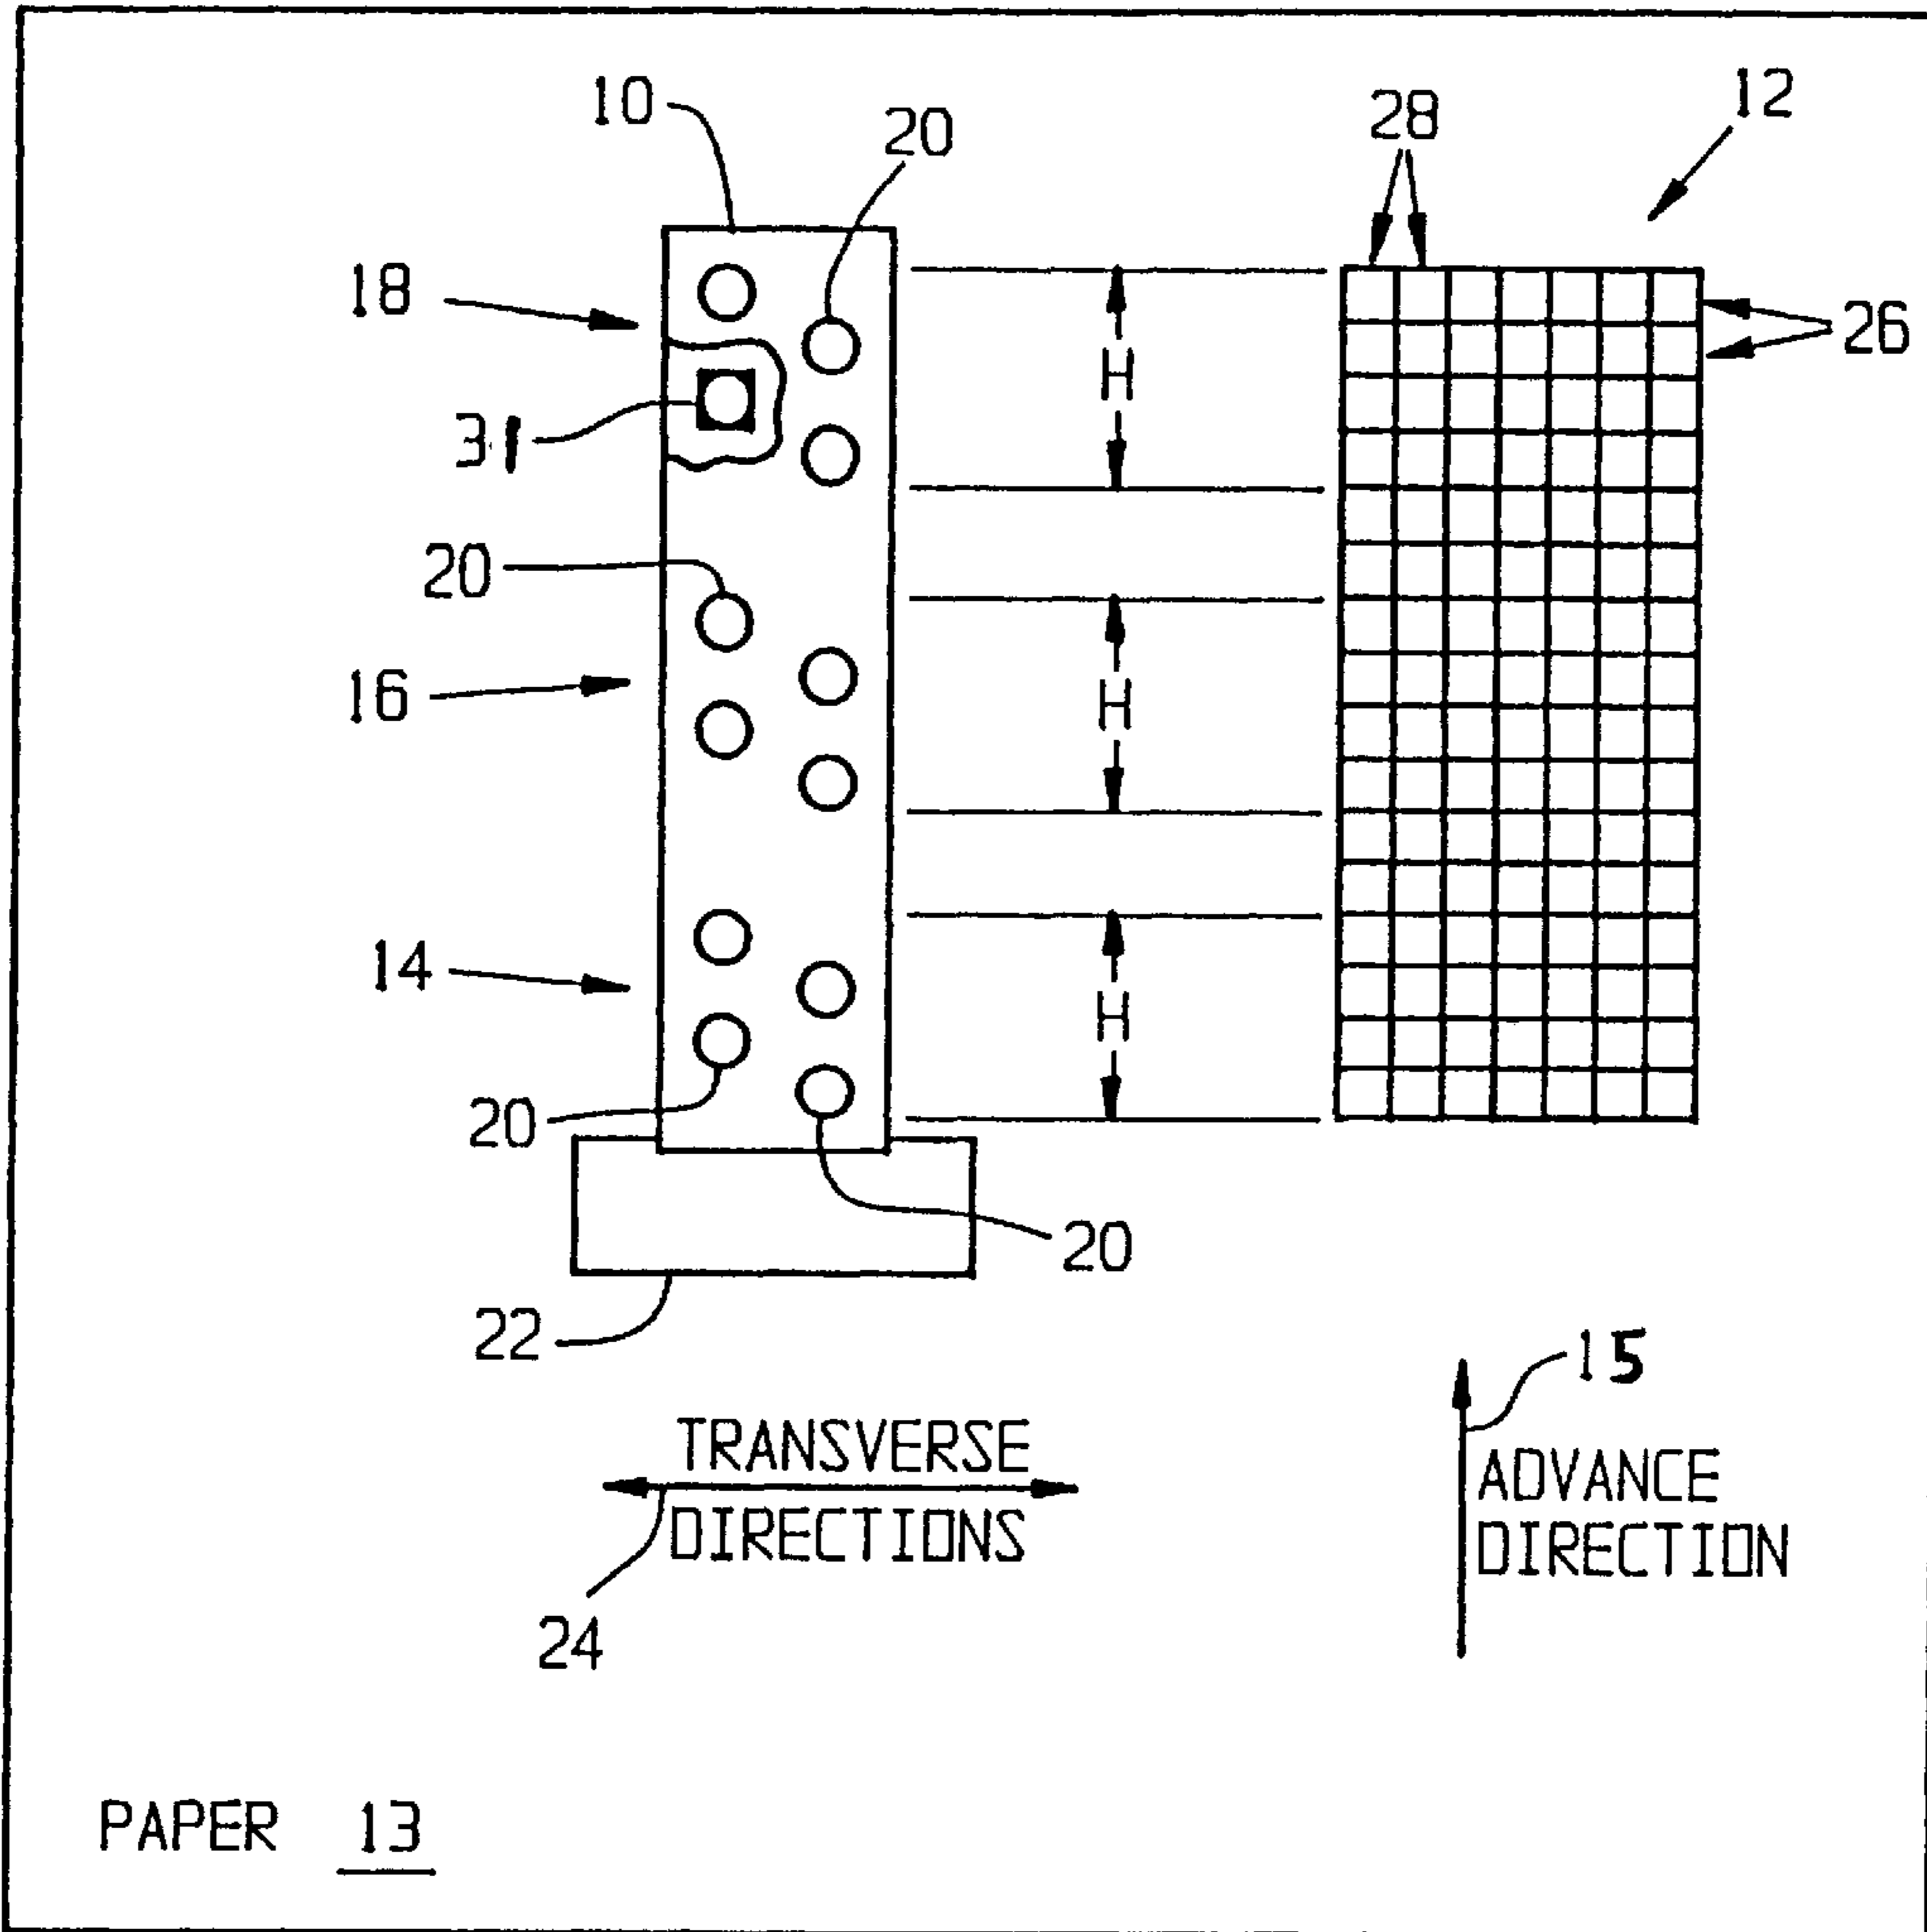 10
20
28
12
18
26
H
31
20
16
H
14
H
20
20
22
15
TRANSVERSE
DIRECTIONS
ADVANCE
DIRECTION
24
PAPER 13